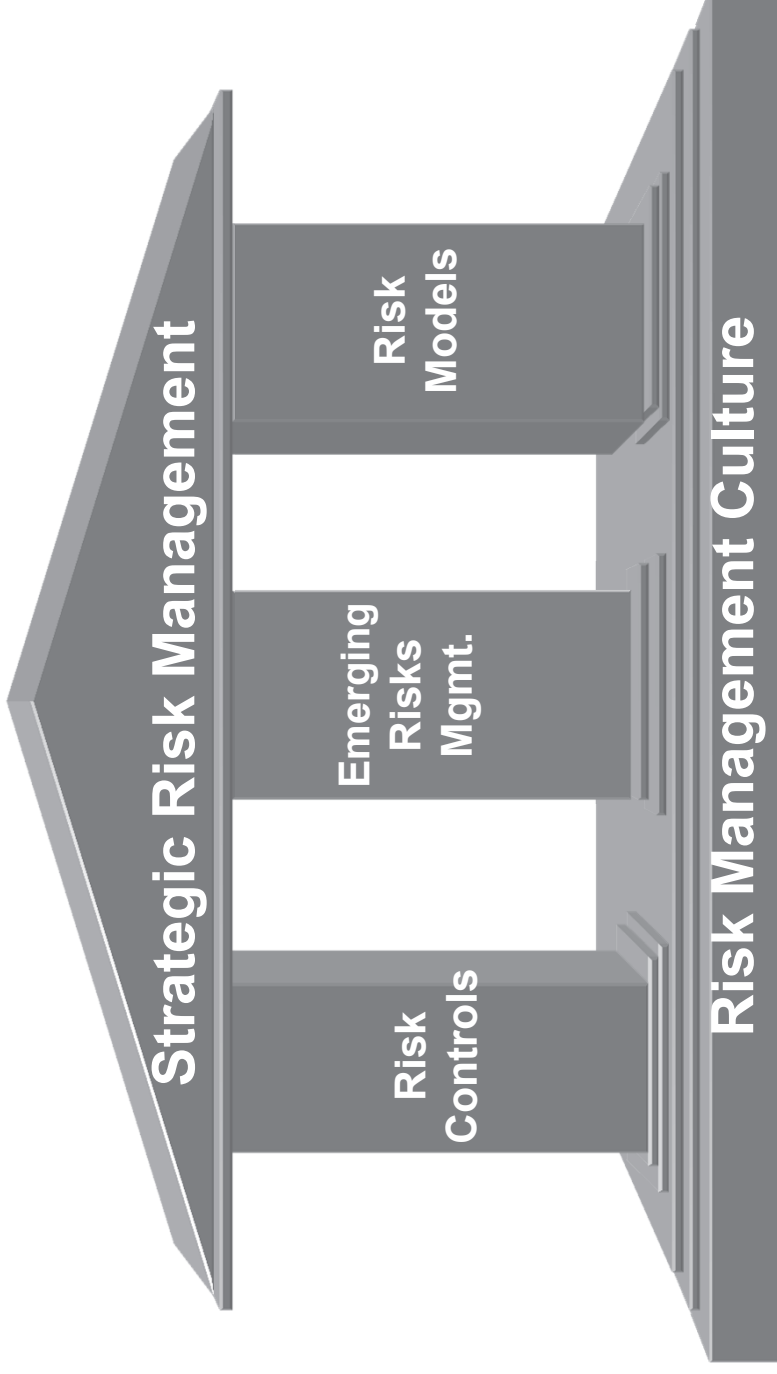 Strategic Risk Management
Risk
Controls
Emerging
Risks
Mgmt.
Risk
Models
Risk Management Culture